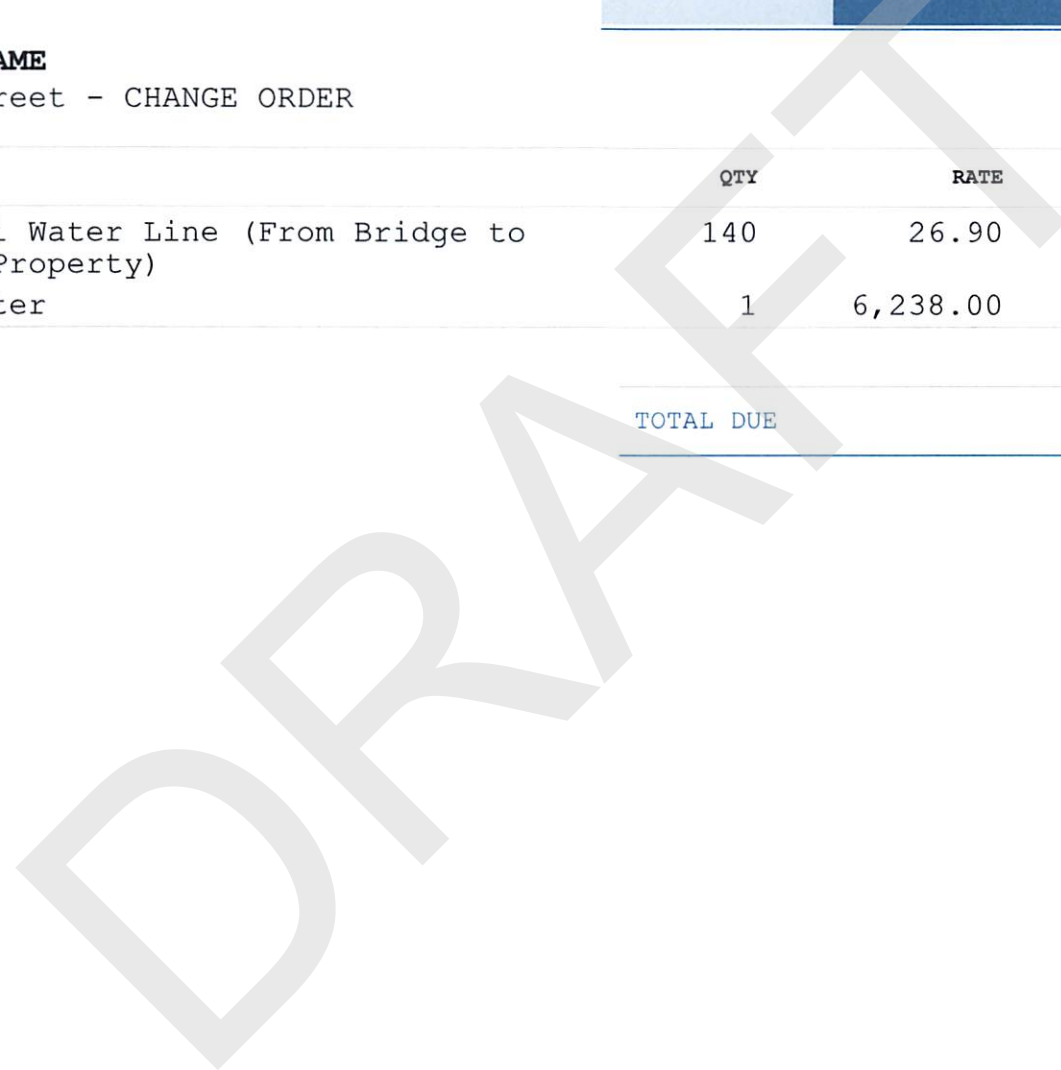 AME
reet - CHANGE ORDER
QTY RATE
l Water Line (From Bridge to 140 26.90
Property)
ter 1 6,238.00
TOTAL DUE
DRAFT